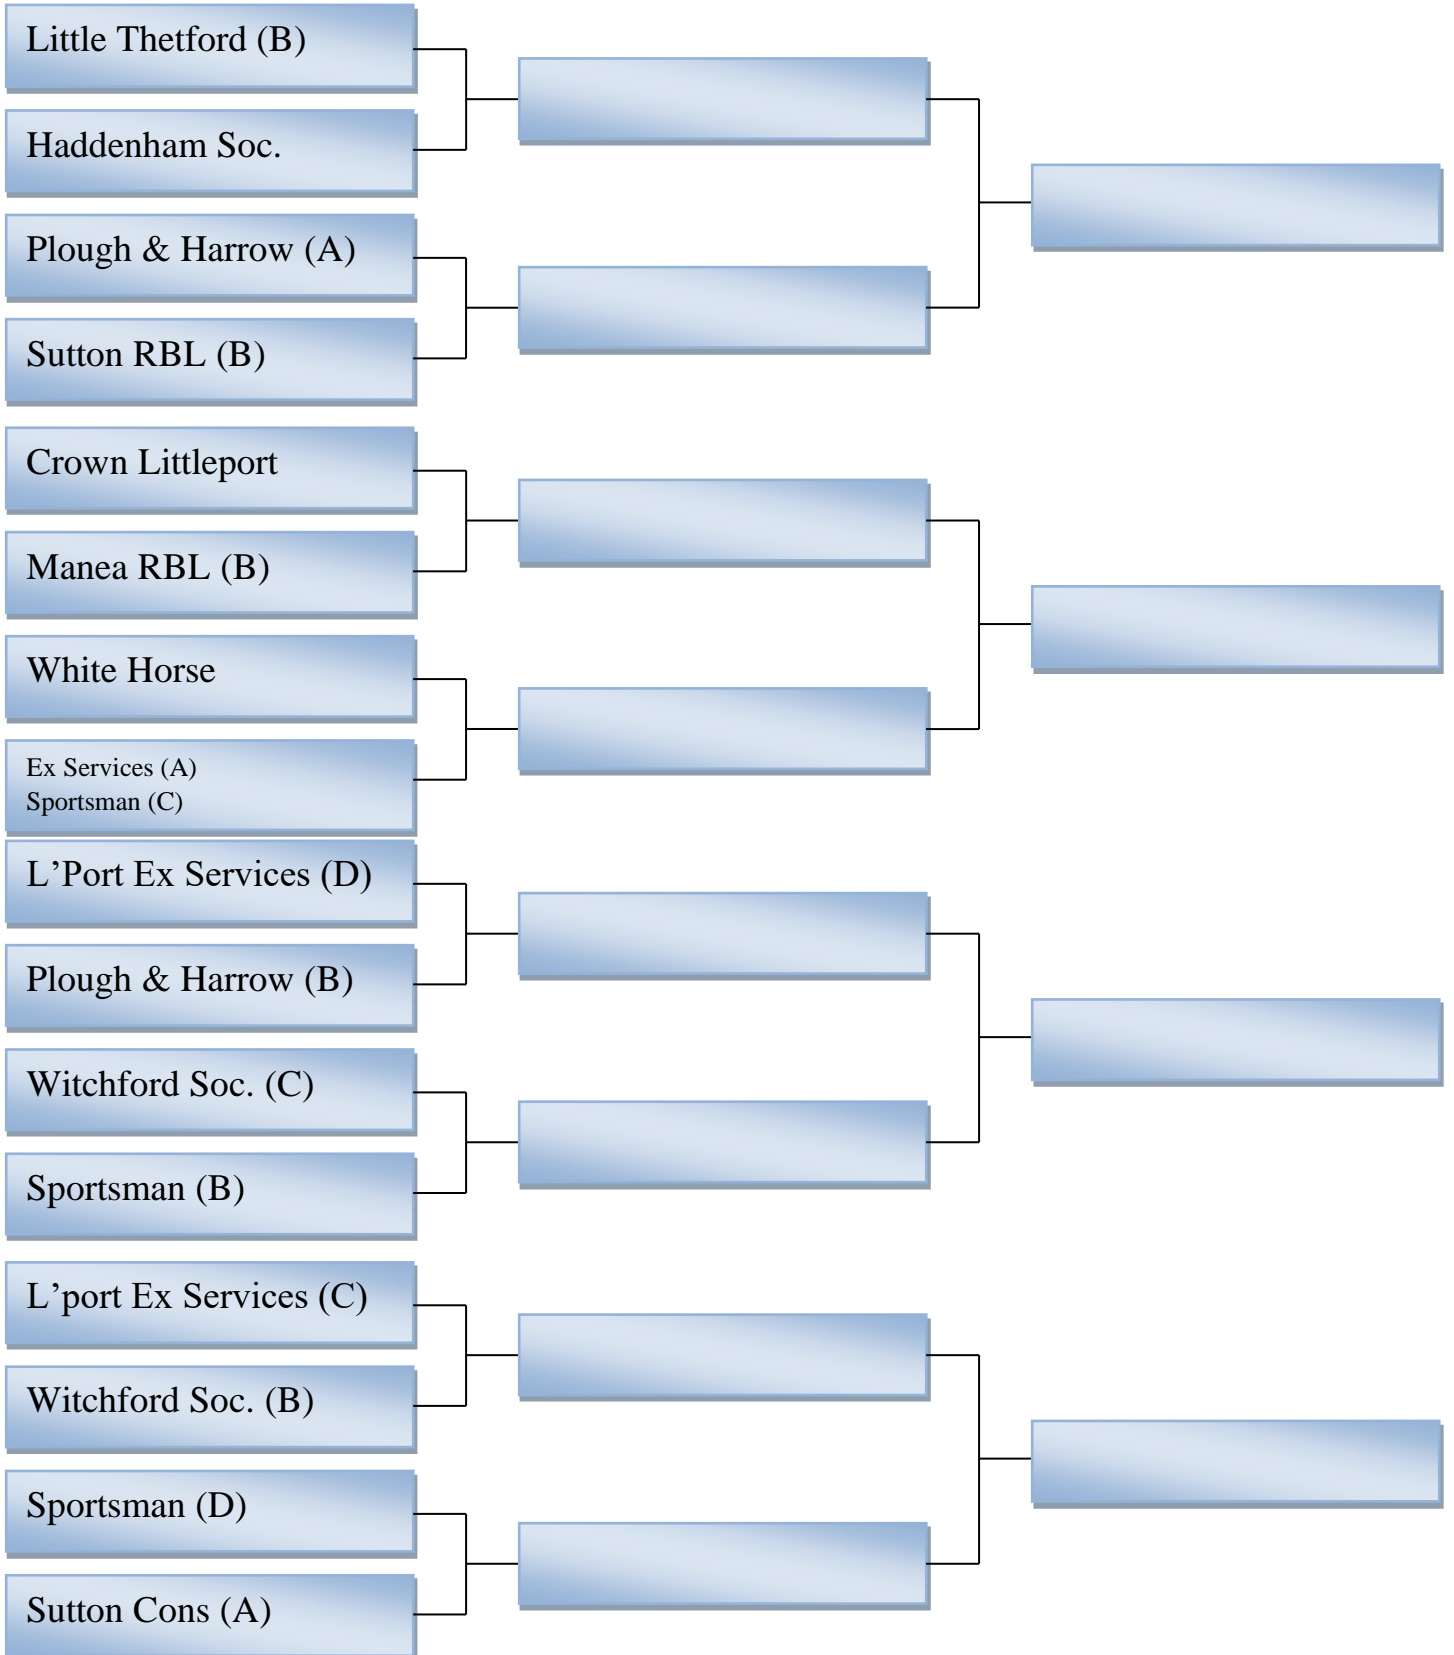 Little Thetford (B)
Haddenham Soc.
Plough & Harrow (A)
Sutton RBL (B)
Crown Littleport
Manea RBL (B)
White Horse
Ex Services (A)
Sportsman (C)
L’Port Ex Services (D)
Plough & Harrow (B)
Witchford Soc. (C)
Sportsman (B)
L’port Ex Services (C)
Witchford Soc. (B)
Sportsman (D)
Sutton Cons (A)